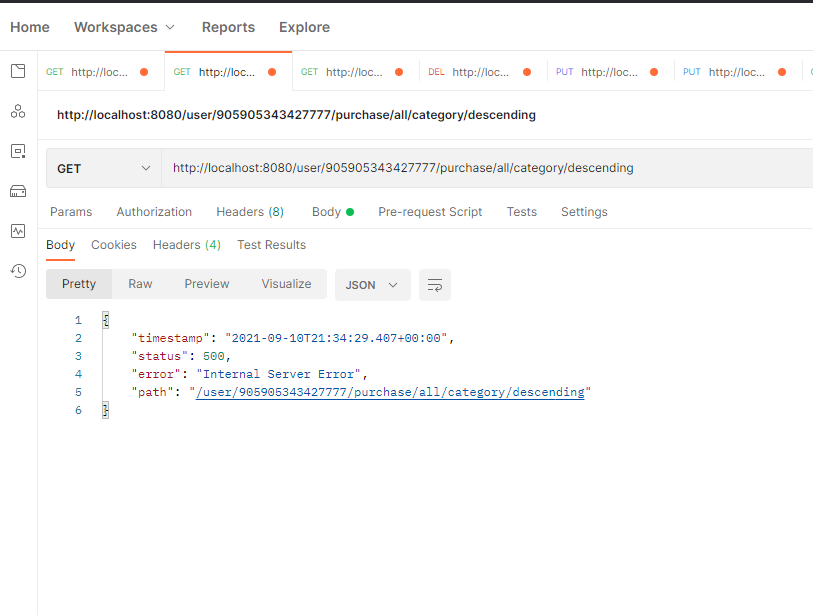 Home Workspaces Reports Explore
GET http://loc... GET http://loc... GET http://loc... DEL http://loc... PUT http://loc... PUT http://loc...
http://localhost:8080/user/905905343427777/purchase/all/category/descending
GET http://localhost:8080/user/905905343427777/purchase/all/category/descending
Params Authorization Headers (8) Body Pre-request Script Tests Settings
Body Cookies Headers (4) Test Results
Pretty Raw Preview Visualize JSON
1 {
2 "timestamp": "2021-09-10T21:34:29.407+00:00",
3 "status": 500,
4 "error": "Internal Server Error",
5 "path": "/user/905905343427777/purchase/all/category/descending"
6 }